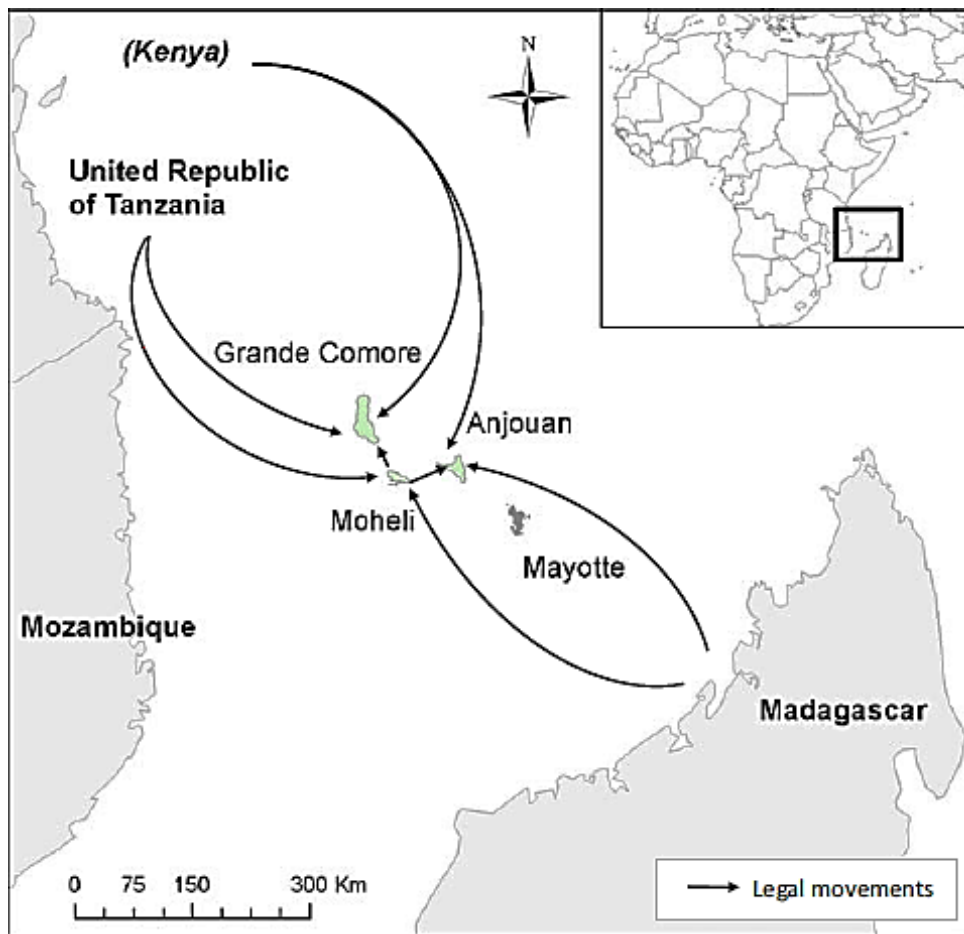 (Kenya)
N
United Republic
of Tanzania
Grande Comore
Anjouan
Moheli
Mayotte
Mozambique
Madagascar
0 75 150 300 Km
Legal movements